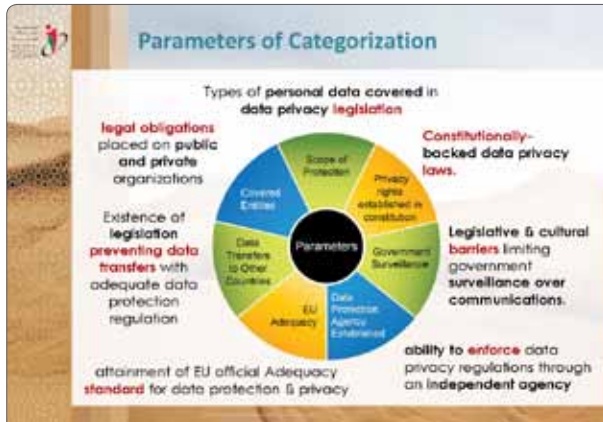 Parameters of Categorization
Types of personal data covered in
data privacy legislation
legal obligations
placed on public
and private
organizations
Constitutionally-
backed data privacy
laws.
Existence of
legislation
preventing data
transfers with
adequate data
protection
regulation
Legislative & cultural
barriers limiting
government
surveillance over
communications.
attainment of EU official Adequacy
standard for data protection & privacy
ability to enforce data
privacy regulations through
an independent agency
Parameters
Scope of
Protection
Privacy
rights
established in
constitution
Government
Surveillance
Data
Protection
Agency
Established
EU
Adequacy
Data
Transfers
to Other
Countries
Covered
Entities